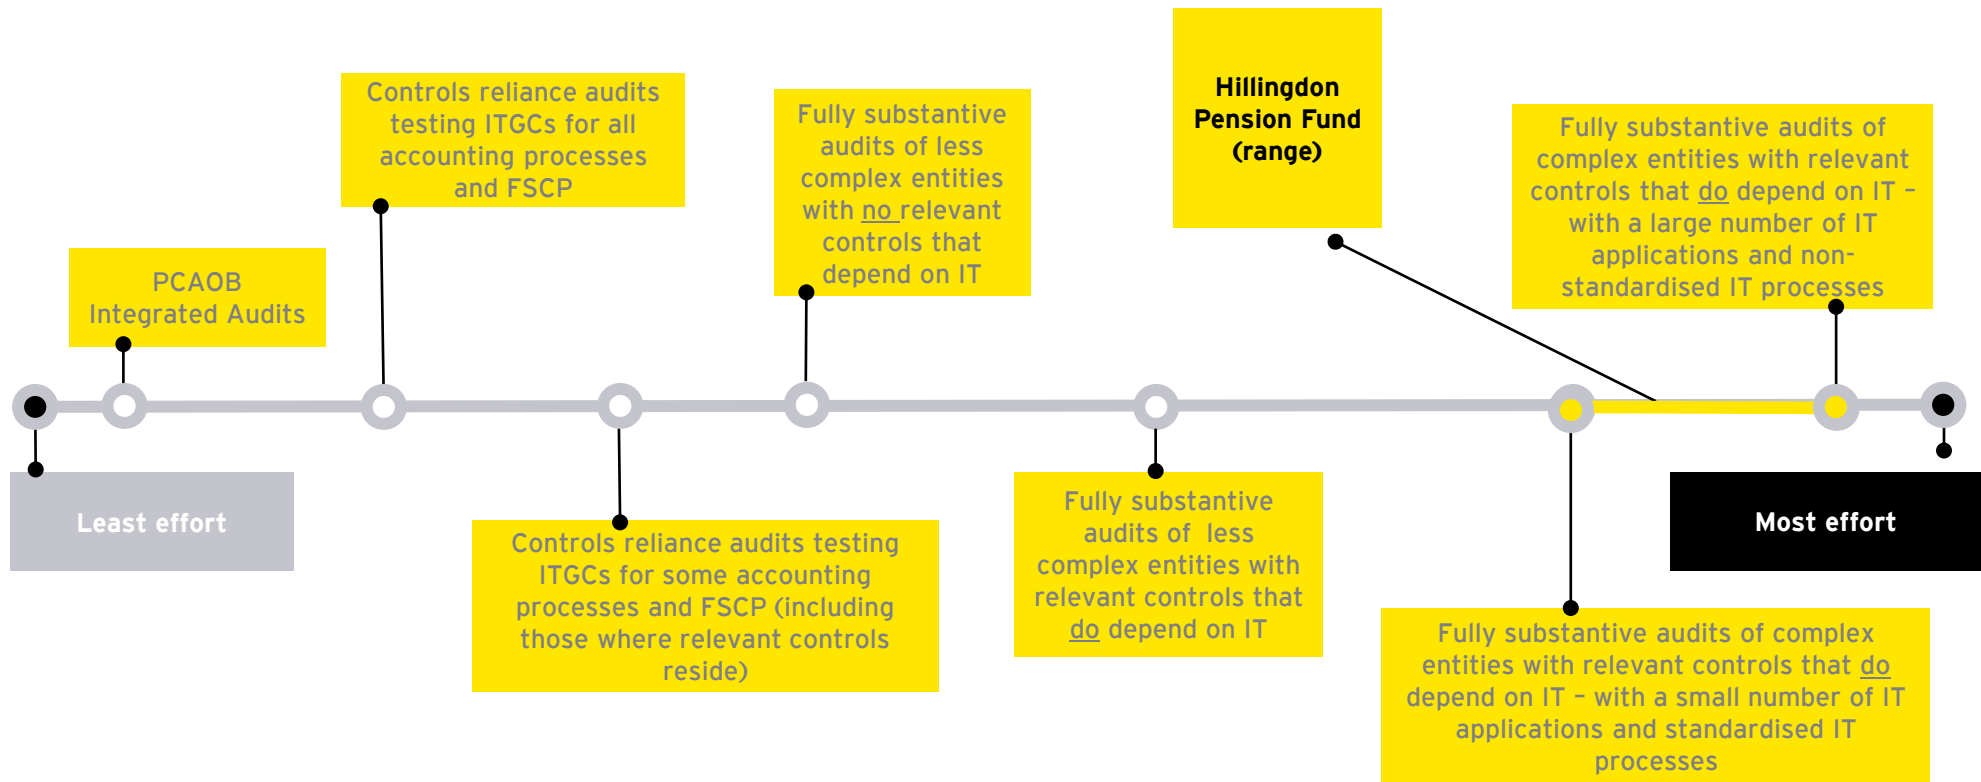 Hillingdon
Pension Fund
(range)
Controls reliance audits
testing ITGCs for all
accounting processes
and FSCP
Fully substantive
audits of less
complex entities
with no relevant
controls that
depend on IT
Fully substantive audits of
complex entities with relevant
controls that do depend on IT –
with a large number of IT
applications and non-
standardised IT processes
PCAOB
Integrated Audits
Least effort
Controls reliance audits testing
ITGCs for some accounting
processes and FSCP (including
those where relevant controls
reside)
Fully substantive
audits of less
complex entities with
relevant controls that
do depend on IT
Most effort
Fully substantive audits of complex
entities with relevant controls that do
depend on IT – with a small number of IT
applications and standardised IT
processes